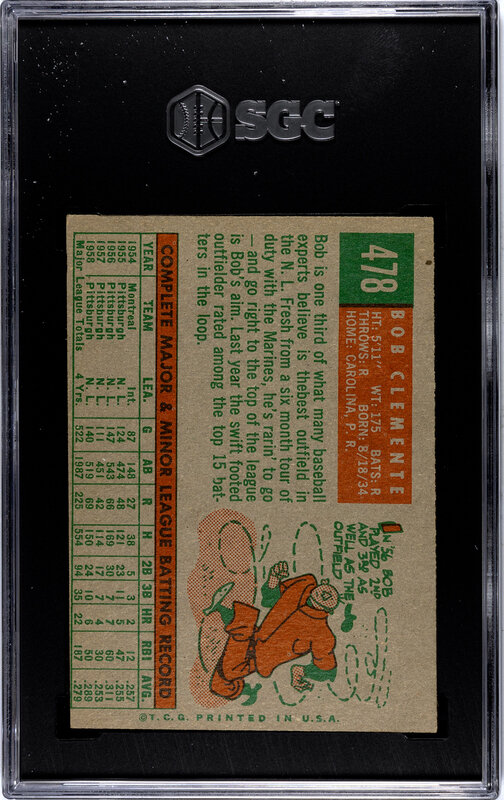 SGC
478
BOB CLEMENTE
HT: 5'11" WT: 175 BATS: R
THROWS: R BORN: 8/18/34
HOME: CAROLINA, P. R.
Bob is one third of what many baseball
experts believe is thebest outfield in
the N. L. Fresh from a six month tour of
duty with the Marines, he's rarin' to go
—and go right to the top of the league
is Bob's arm. Last year the swift footed
outfielder rated among the top 15 bat-
ters in the loop.
IN '56 BOB
PLAYED 2ND
AND 3RD AS
WELL AS THE
OUTFIELD
COMPLETE MAJOR & MINOR LEAGUE BATTING RECORD
YEAR TEAM LEA. G AB R H 2B 3B HR RBI AVG.
1954 Montreal Int. 87 148 27 38 5 3 2 12 .257
1955 Pittsburgh N. L. 124 474 48 121 23 11 5 47 .255
1956 Pittsburgh N. L. 147 543 66 169 30 7 7 60 .311
1957 Pittsburgh N. L. 111 451 42 114 17 7 4 30 .253
1958 Pittsburgh N. L. 140 519 69 150 24 10 6 50 .289
Major League Totals 4 Yrs. 522 1987 225 554 94 35 22 187 .279
©T.C.G. PRINTED IN U.S.A.